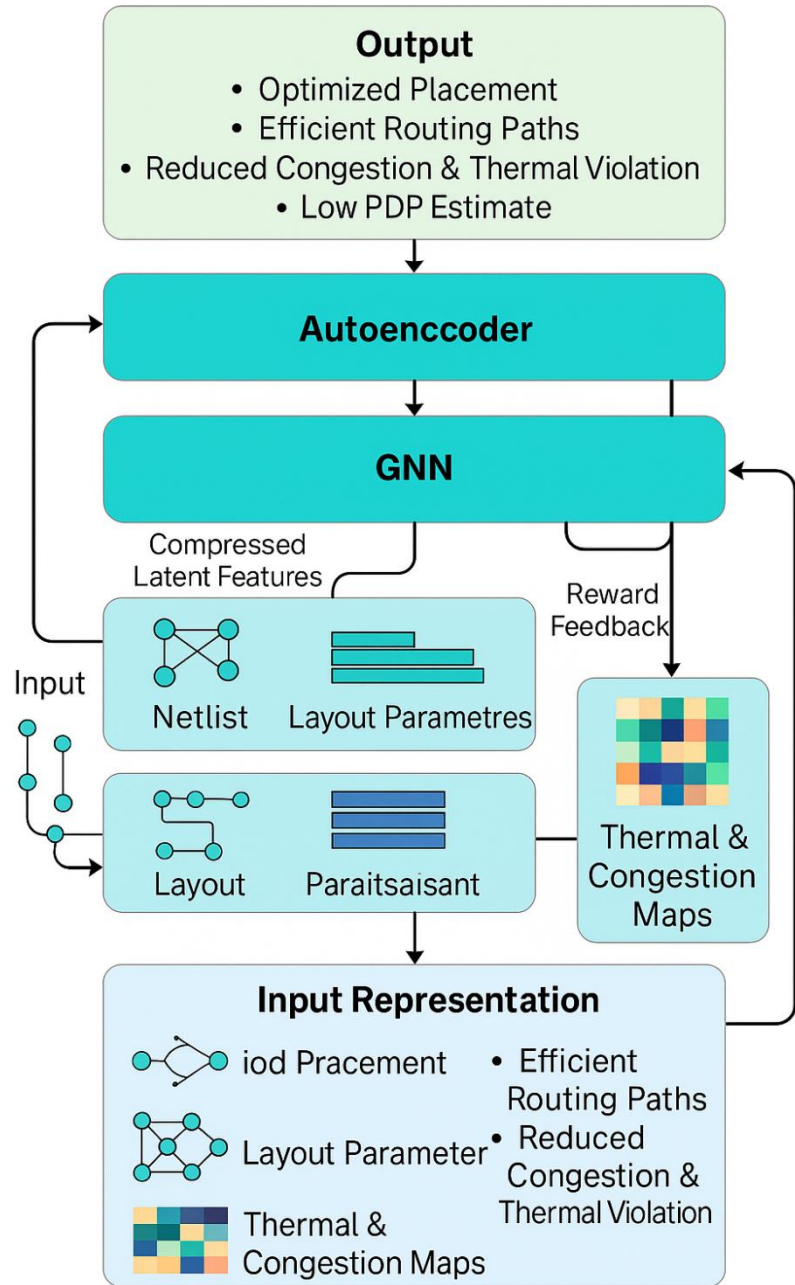 Output
• Optimized Placement
• Efficient Routing Paths
• Reduced Congestion & Thermal Violation
• Low PDP Estimate
Autoenccoder
GNN
Compressed
Latent Features
Reward
Feedback
Input
Netlist
Layout Parametres
Layout
Paraitsaisant
Thermal &
Congestion
Maps
Input Representation
iod Pracement
Layout Parameter
Thermal &
Congestion Maps
• Efficient
Routing Paths
• Reduced
Congestion &
Thermal Violation